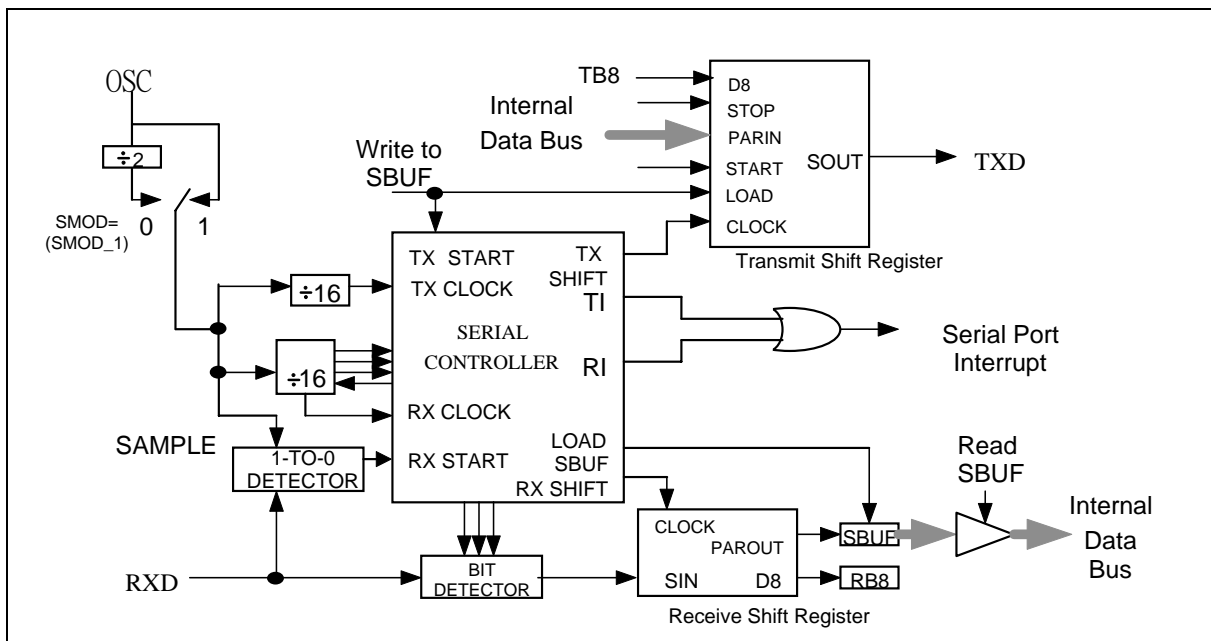 OSC
÷2
SMOD=
(SMOD_1)
0
1
÷16
÷16
SAMPLE
1-TO-0
DETECTOR
RXD
Write to
SBUF
TX START
TX CLOCK
SERIAL
CONTROLLER
RX CLOCK
RX START
TX
SHIFT
TI
RI
LOAD
SBUF
RX SHIFT
BIT
DETECTOR
TB8
Internal
Data Bus
D8
STOP
PARIN
START
LOAD
CLOCK
SOUT
TXD
Transmit Shift Register
Serial Port
Interrupt
CLOCK
PAROUT
SIN
D8
Receive Shift Register
SBUF
RB8
Read
SBUF
Internal
Data
Bus